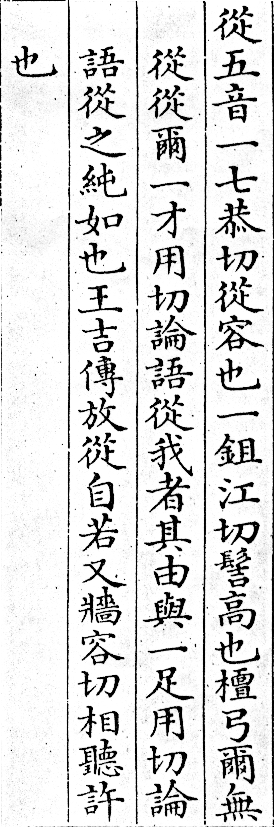 從五音一七恭切從容也一鉏江切髻高也檀弓爾無
從從爾一才用切論語從我者其由與一足用切論
語從之純如也王吉傳放從自若又牆容切相聽許
也